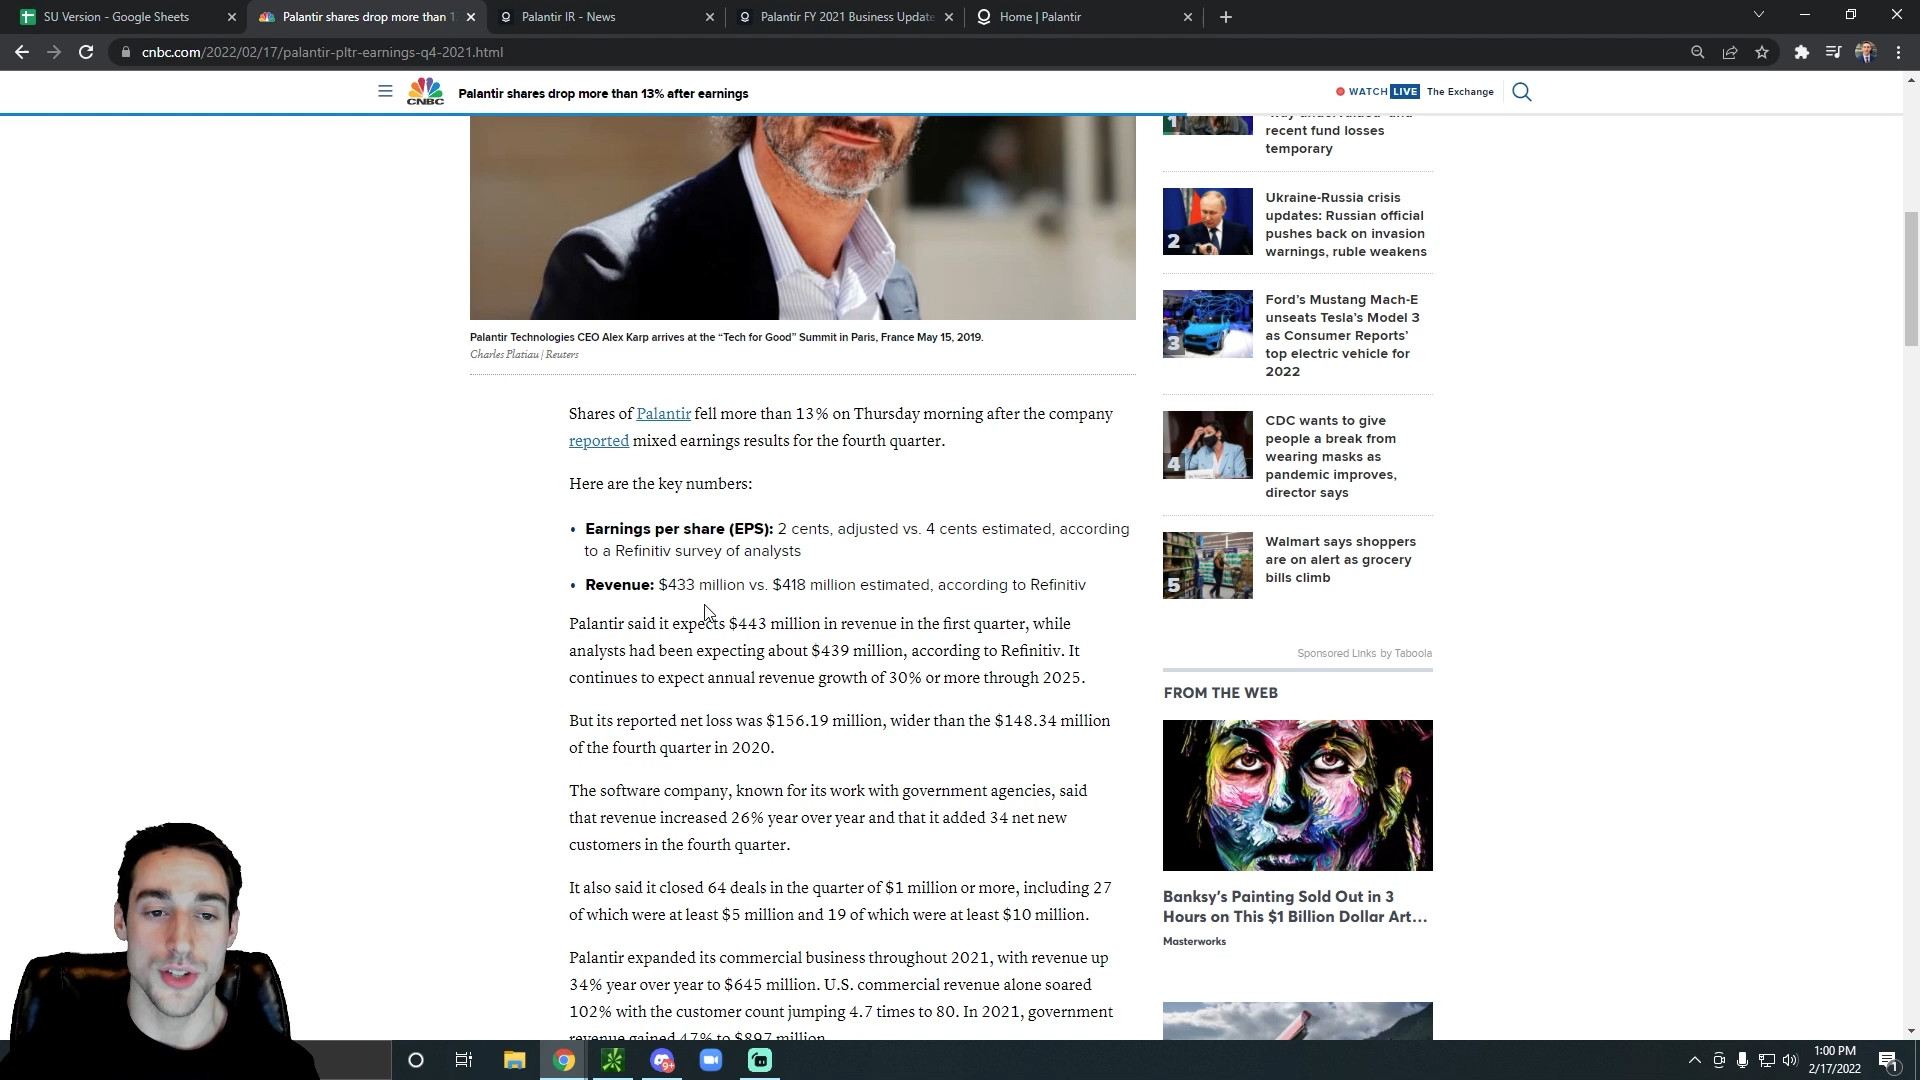 SU Version - Google Sheets
Palantir shares drop more than 1
Palantir IR - News
Palantir FY 2021 Business Update
Home | Palantir
cnbc.com/2022/02/17/palantir-pltr-earnings-q4-2021.html
CNBC
Palantir shares drop more than 13% after earnings
WATCH LIVE The Exchange
Palantir Technologies CEO Alex Karp arrives at the “Tech for Good” Summit in Paris, France May 15, 2019.
Charles Platiau | Reuters
Shares of Palantir fell more than 13% on Thursday morning after the company
reported mixed earnings results for the fourth quarter.
Here are the key numbers:
• Earnings per share (EPS): 2 cents, adjusted vs. 4 cents estimated, according
to a Refinitiv survey of analysts
• Revenue: $433 million vs. $418 million estimated, according to Refinitiv
Palantir said it expects $443 million in revenue in the first quarter, while
analysts had been expecting about $439 million, according to Refinitiv. It
continues to expect annual revenue growth of 30% or more through 2025.
But its reported net loss was $156.19 million, wider than the $148.34 million
of the fourth quarter in 2020.
The software company, known for its work with government agencies, said
that revenue increased 26% year over year and that it added 34 net new
customers in the fourth quarter.
It also said it closed 64 deals in the quarter of $1 million or more, including 27
of which were at least $5 million and 19 of which were at least $10 million.
Palantir expanded its commercial business throughout 2021, with revenue up
34% year over year to $645 million. U.S. commercial revenue alone soared
102% with the customer count jumping 4.7 times to 80. In 2021, government
revenue gained 47% to $897 million
1
recent fund losses
temporary
2
Ukraine-Russia crisis
updates: Russian official
pushes back on invasion
warnings, ruble weakens
3
Ford’s Mustang Mach-E
unseats Tesla’s Model 3
as Consumer Reports’
top electric vehicle for
2022
4
CDC wants to give
people a break from
wearing masks as
pandemic improves,
director says
5
Walmart says shoppers
are on alert as grocery
bills climb
Sponsored Links by Taboola
FROM THE WEB
Banksy’s Painting Sold Out in 3
Hours on This $1 Billion Dollar Art...
Masterworks
9+
1:00 PM
2/17/2022
1